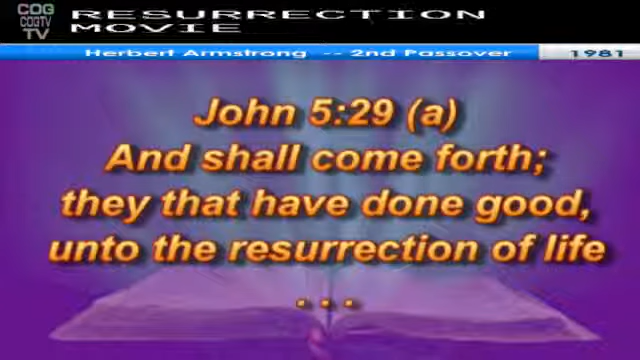 COG
COGTV
TV
RESURRECTION
MOVIE
Herbert Armstrong -- 2nd Passover
1981
John 5:29 (a)
And shall come forth;
they that have done good,
unto the resurrection of life
...